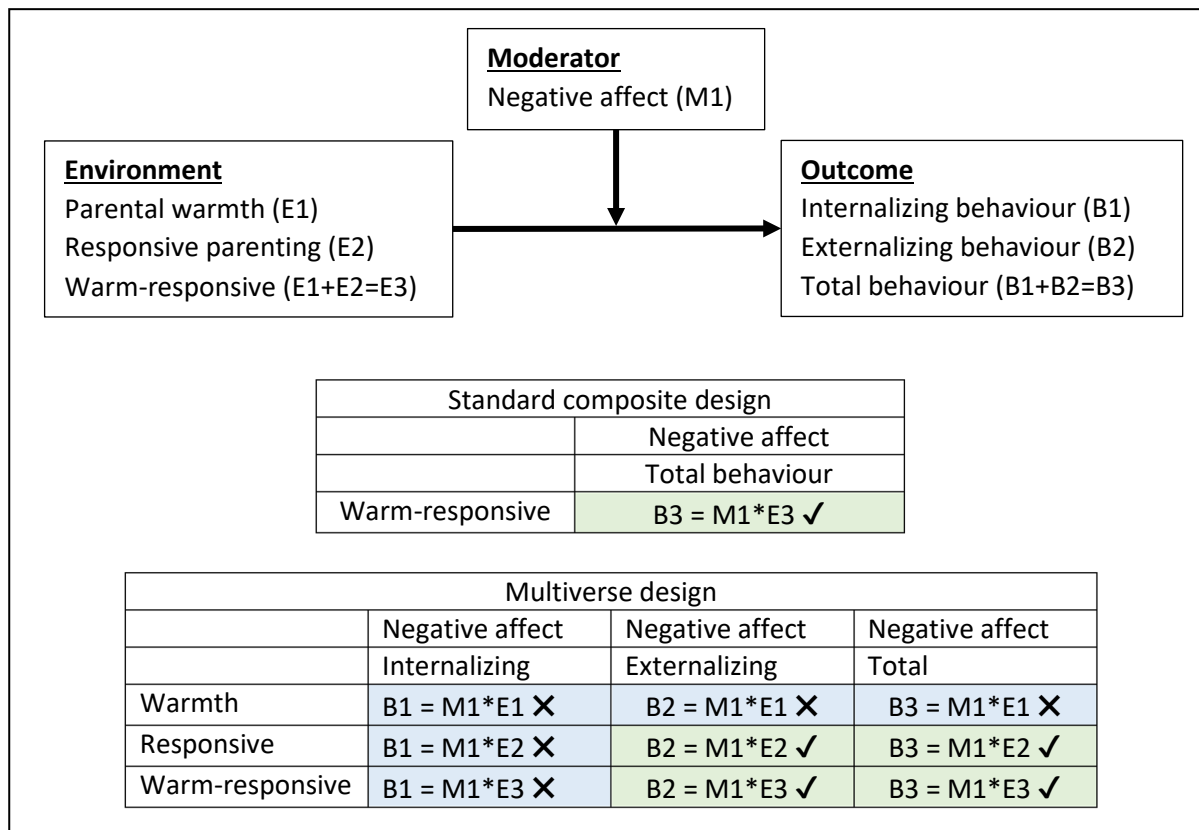 Moderator
Negative affect (M1)
Environment
Parental warmth (E1)
Responsive parenting (E2)
Warm-responsive (E1+E2=E3)
Outcome
Internalizing behaviour (B1)
Externalizing behaviour (B2)
Total behaviour (B1+B2=B3)
Standard composite design
Negative affect
Total behaviour
Warm-responsive B3 = M1*E3 ✓
Multiverse design
Negative affect Negative affect Negative affect
Internalizing Externalizing Total
Warmth B1 = M1*E1 ✕ B2 = M1*E1 ✕ B3 = M1*E1 ✕
Responsive B1 = M1*E2 ✕ B2 = M1*E2 ✓ B3 = M1*E2 ✓
Warm-responsive B1 = M1*E3 ✕ B2 = M1*E3 ✓ B3 = M1*E3 ✓